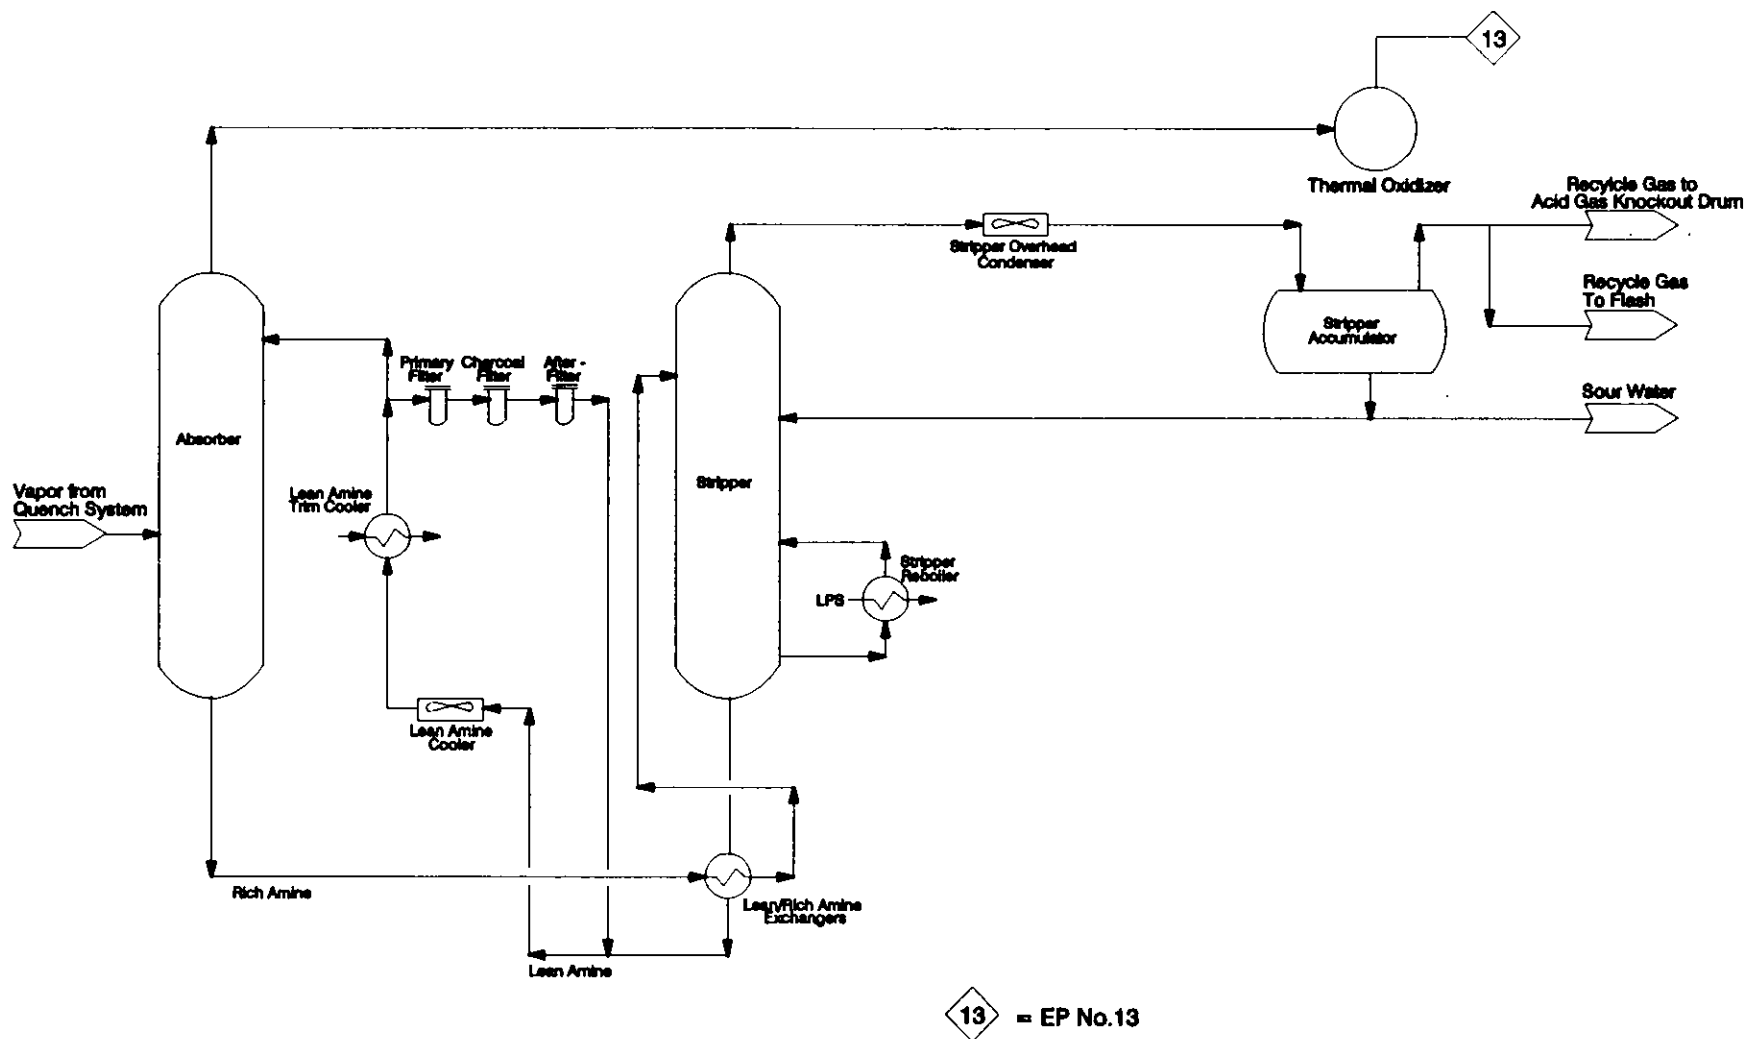 13
Thermal Oxidizer
Recylcle Gas to
Acid Gas Knockout Drum
Stripper Overhead
Condenser
Recycle Gas
To Flash
Stripper
Accumulator
Primary
Filter
Charcoal
Filter
After -
Filter
Sour Water
Absorber
Stripper
Vapor from
Quench System
Lean Amine
Trim Cooler
Stripper
Reboiler
LPS
Lean Amine
Cooler
Rich Amine
Lean/Rich Amine
Exchangers
Lean Amine
13 = EP No.13